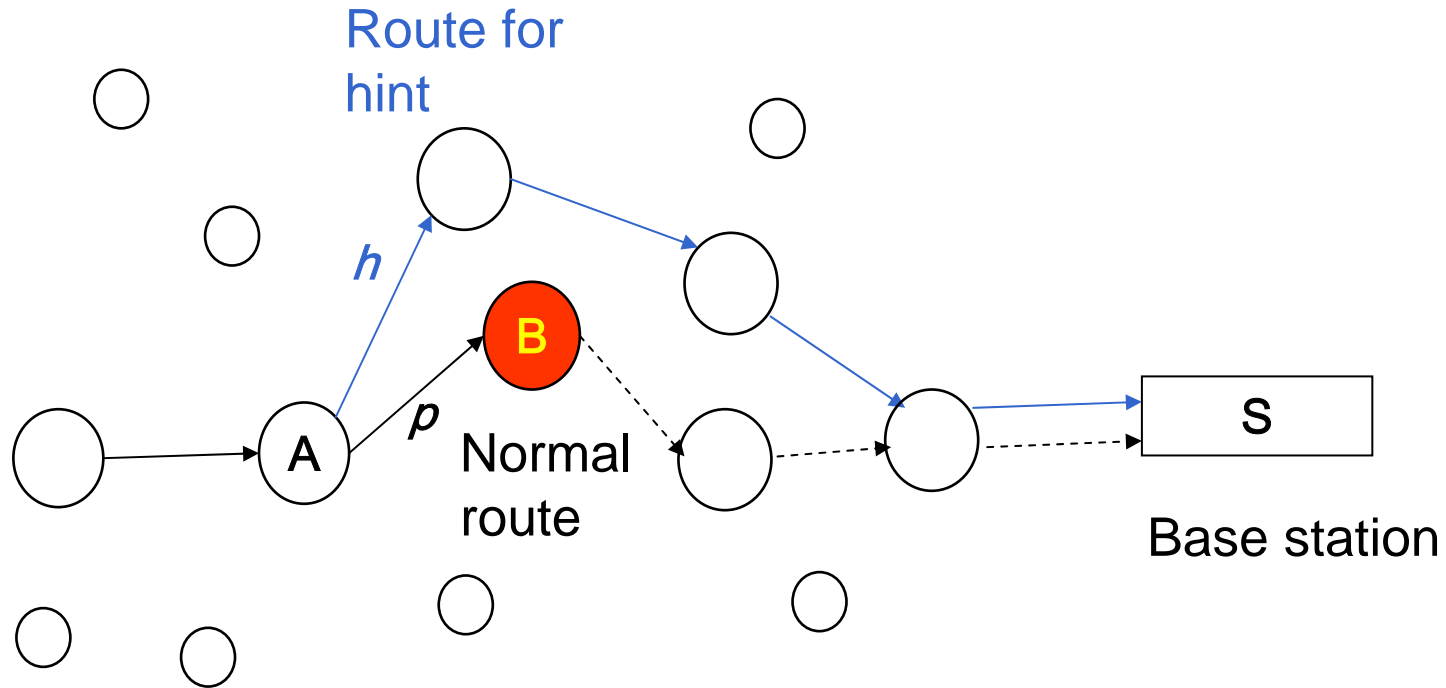 Route for
hint
h
B
p
A
Normal
route
S
Base station